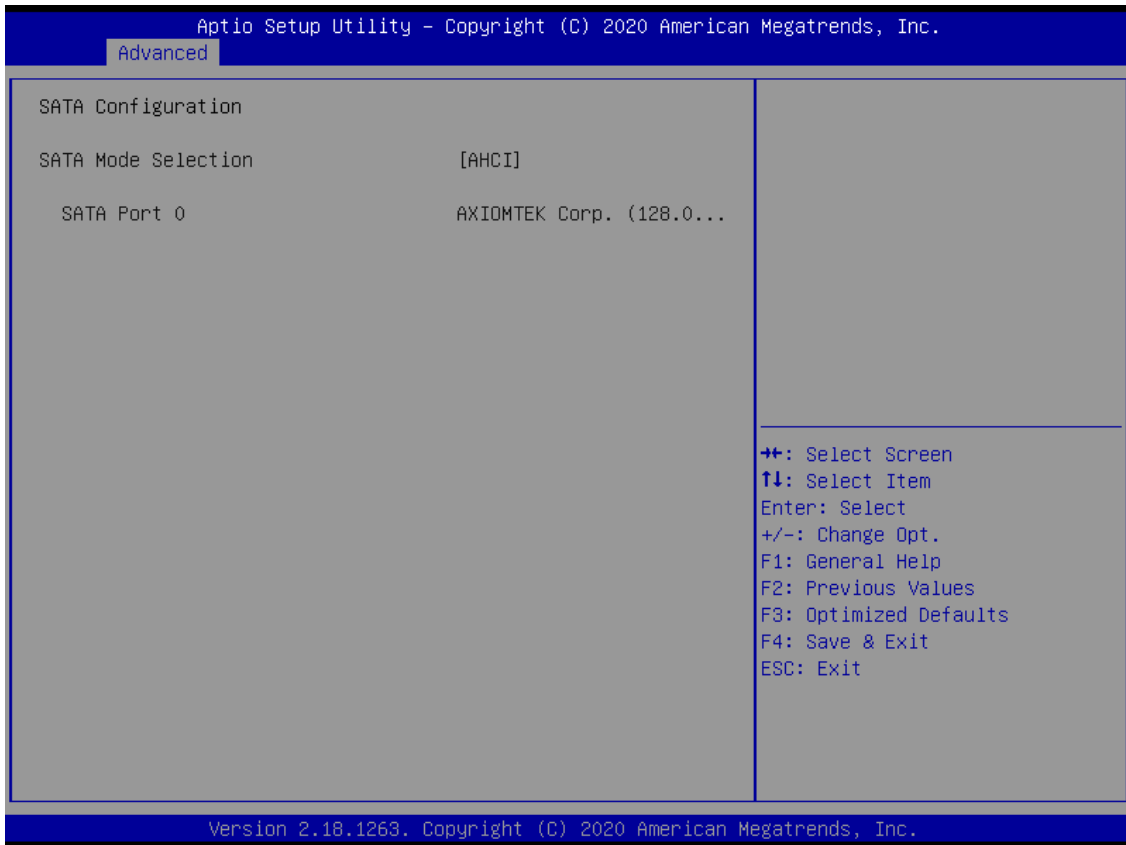 Aptio Setup Utility – Copyright (C) 2020 American Megatrends, Inc.
Advanced
SATA Configuration
SATA Mode Selection [AHCI]
SATA Port 0 AXIOMTEK Corp. (128.0...
→←: Select Screen
↑↓: Select Item
Enter: Select
+/-: Change Opt.
F1: General Help
F2: Previous Values
F3: Optimized Defaults
F4: Save & Exit
ESC: Exit
Version 2.18.1263. Copyright (C) 2020 American Megatrends, Inc.